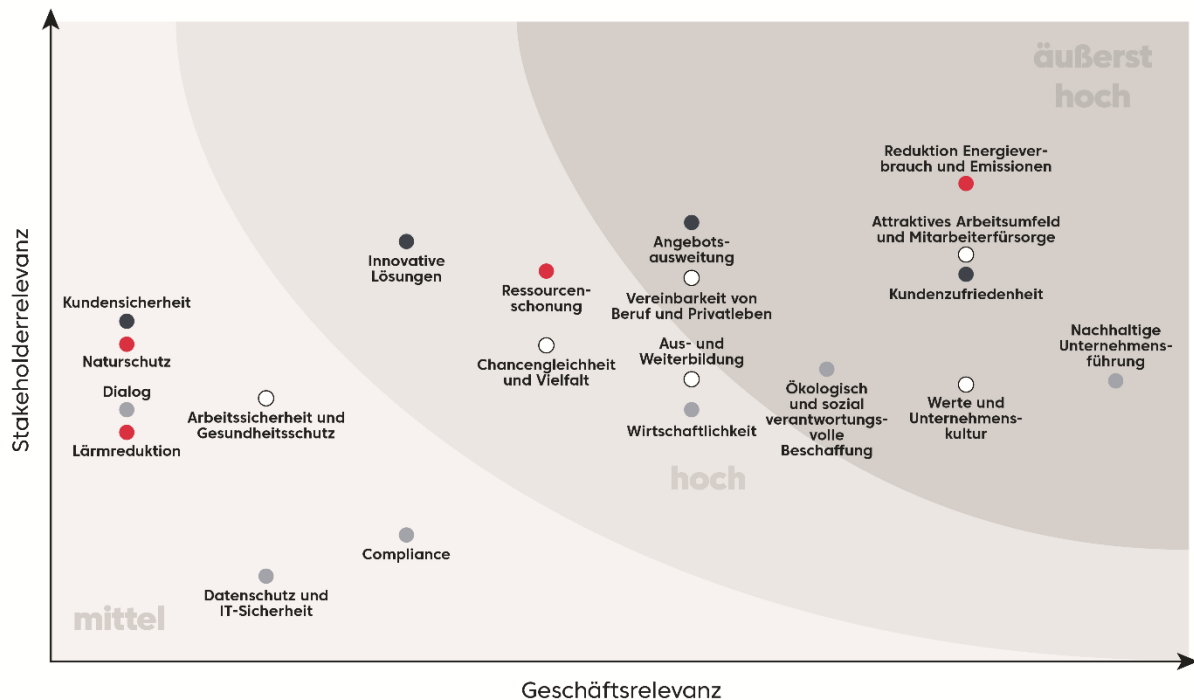 äußerst
hoch
Reduktion Energiever-
brauch und Emissionen
Attraktives Arbeitsumfeld
und Mitarbeiterfürsorge
Angebots-
ausweitung
Innovative
Lösungen
Ressourcen-
schonung
Kundenzufriedenheit
Vereinbarkeit von
Beruf und Privatleben
Kundensicherheit
Naturschutz
Nachhaltige
Unternehmens-
führung
Aus- und
Weiterbildung
Chancengleichheit
und Vielfalt
Dialog
Ökologisch
und sozial
verantwortungs-
volle
Beschaffung
Werte und
Unternehmens-
kultur
Arbeitssicherheit und
Gesundheitsschutz
Wirtschaftlichkeit
Lärmreduktion
hoch
Compliance
Datenschutz und
IT-Sicherheit
mittel
Stakeholderrelevanz
Geschäftsrelevanz